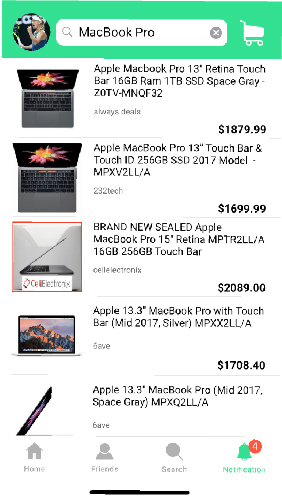 MacBook Pro
Apple MacBook Pro 13" Retina Touch
Bar 16GB Ram 1TB SSD Space Gray -
Z0TV-MNQF32
always deals
$1879.99
Apple MacBook Pro 13" Touch Bar &
Touch ID 256GB SSD 2017 Model -
MPXV2LL/A
232tech
$1699.99
BRAND NEW SEALED Apple
MacBook Pro 15" Retina MPTR2LL/A
16GB 256GB Touch Bar
CellElectronix
cellelectronix
$2089.00
Apple 13.3" MacBook Pro with Touch
Bar (Mid 2017, Silver) MPXX2LL/A
6ave
$1708.40
Apple 13.3" MacBook Pro (Mid 2017,
Space Gray) MPXQ2LL/A
6ave
4
Home
Friends
Search
Notification